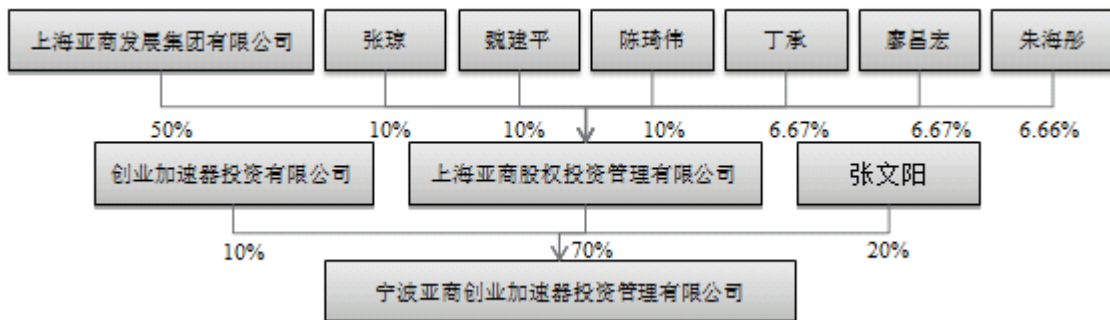 上海亚商发展集团有限公司 张琼 魏建平 陈琦伟 丁承 廖昌宏 朱海彤
50% 10% 10% 10% 6.67% 6.67% 6.66%
创业加速器投资有限公司 上海亚商股权投资管理有限公司 张文阳
10% 70% 20%
宁波亚商创业加速器投资管理有限公司